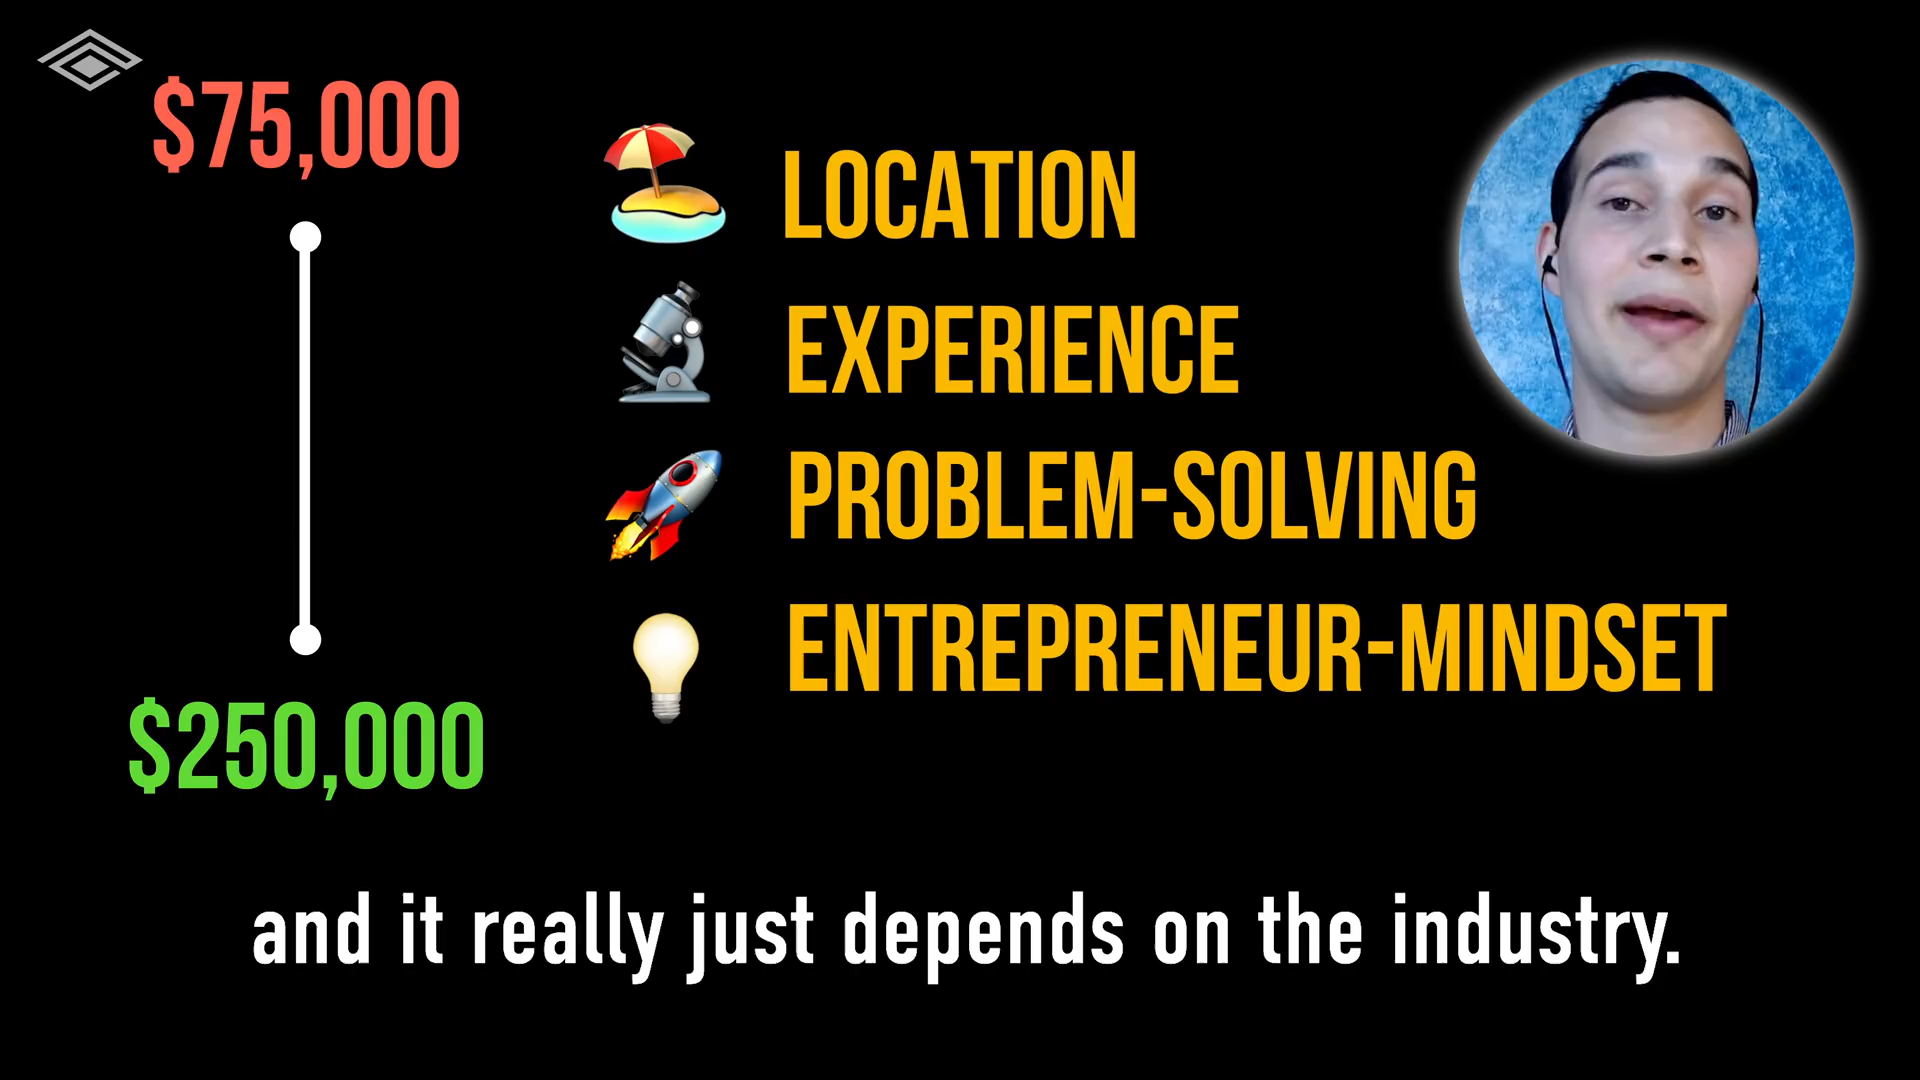 $75,000
LOCATION
EXPERIENCE
PROBLEM-SOLVING
ENTREPRENEUR-MINDSET
$250,000
and it really just depends on the industry.